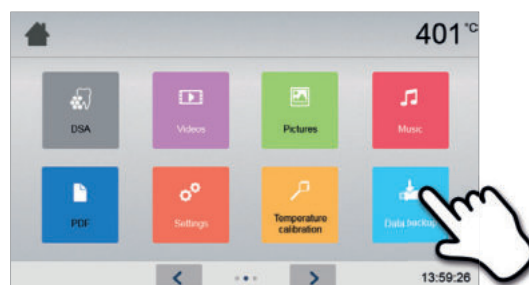 401 °C
DSA
Videos
Pictures
Music
PDF
Settings
Temperature
calibration
Data backup
13:59:26